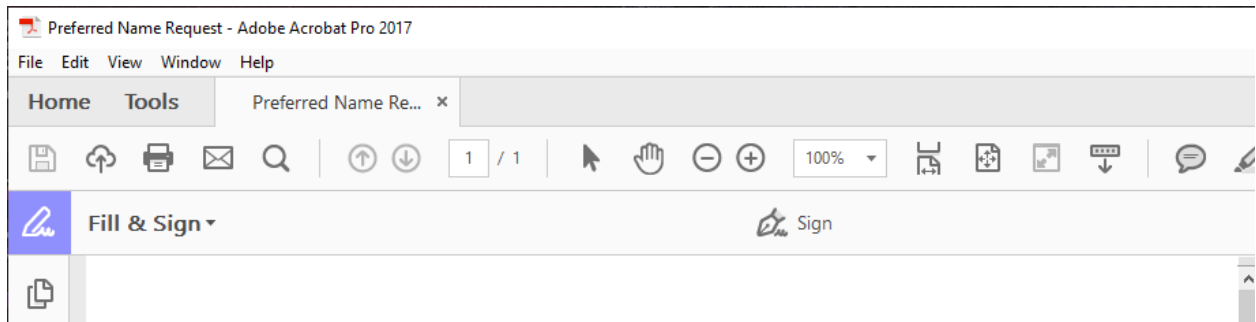 Preferred Name Request - Adobe Acrobat Pro 2017
File Edit View Window Help
Home Tools Preferred Name Re... ×
1 / 1 100%
Fill & Sign Sign